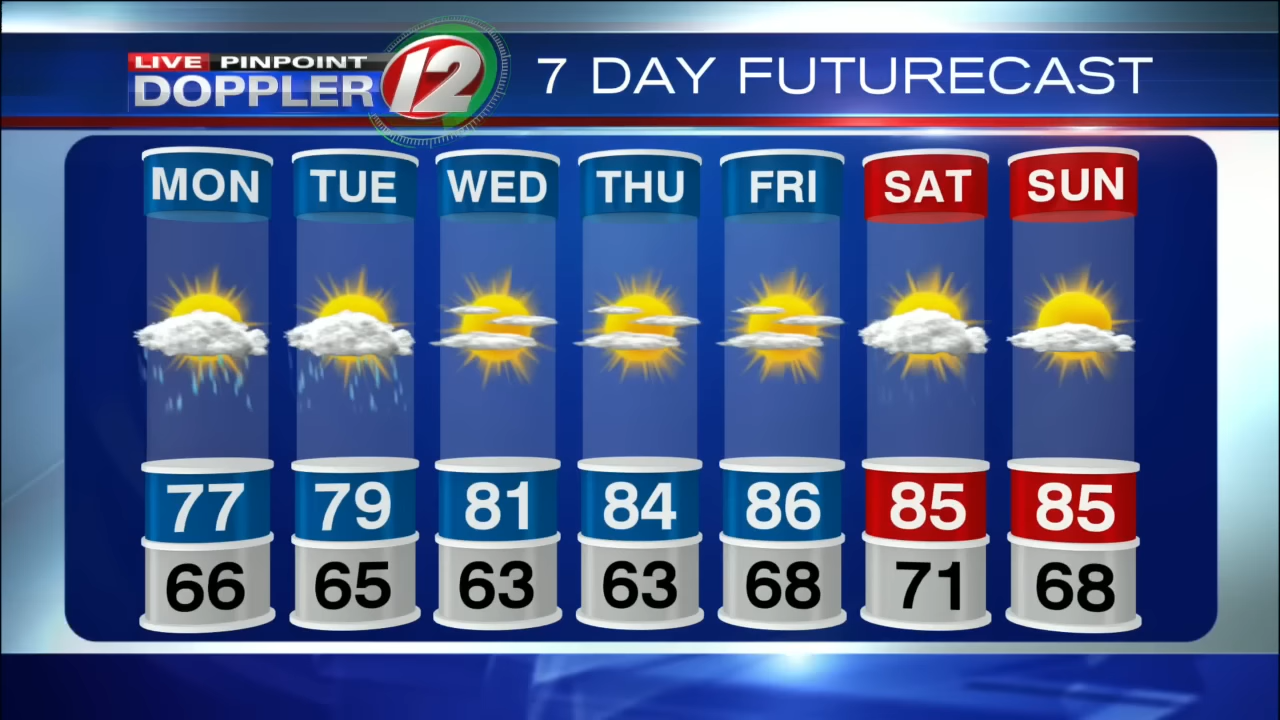 LIVE PINPOINT
DOPPLER 12
7 DAY FUTURECAST
MON TUE WED THU FRI SAT SUN
77 79 81 84 86 85 85
66 65 63 63 68 71 68